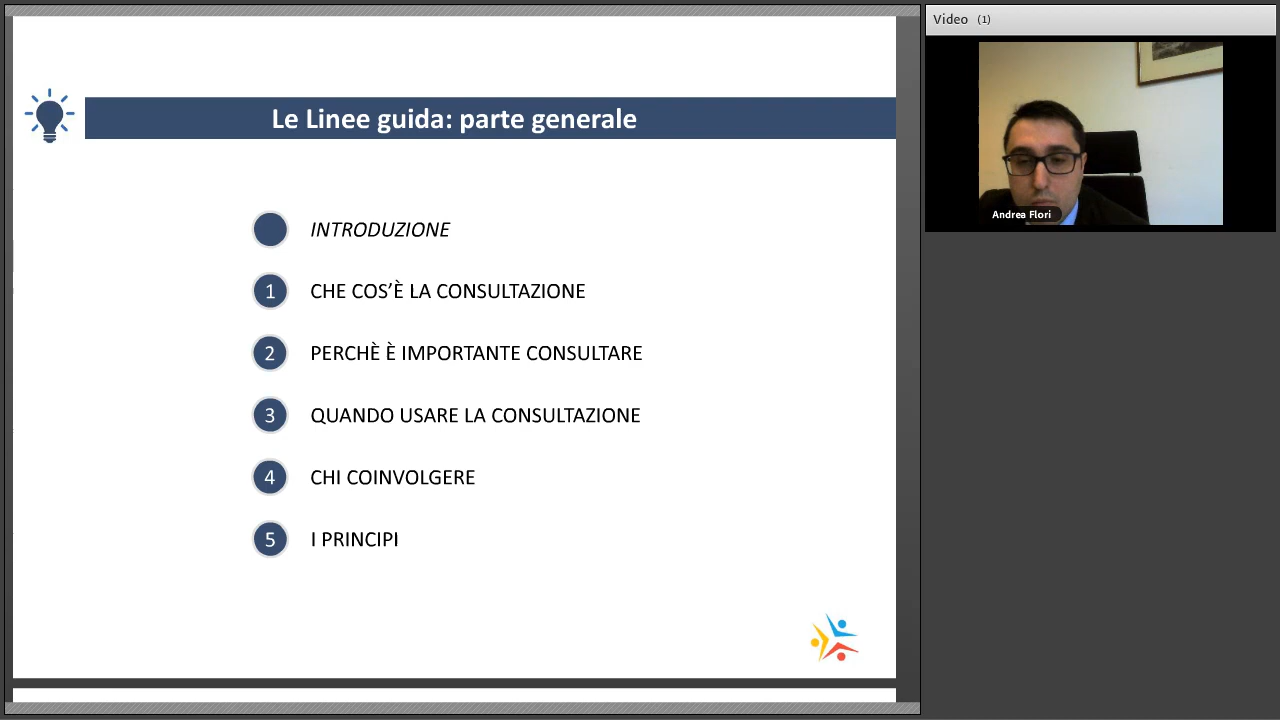 Le Linee guida: parte generale
INTRODUZIONE
1 CHE COS’È LA CONSULTAZIONE
2 PERCHÈ È IMPORTANTE CONSULTARE
3 QUANDO USARE LA CONSULTAZIONE
4 CHI COINVOLGERE
5 I PRINCIPI
Video (1)
Andrea Flori